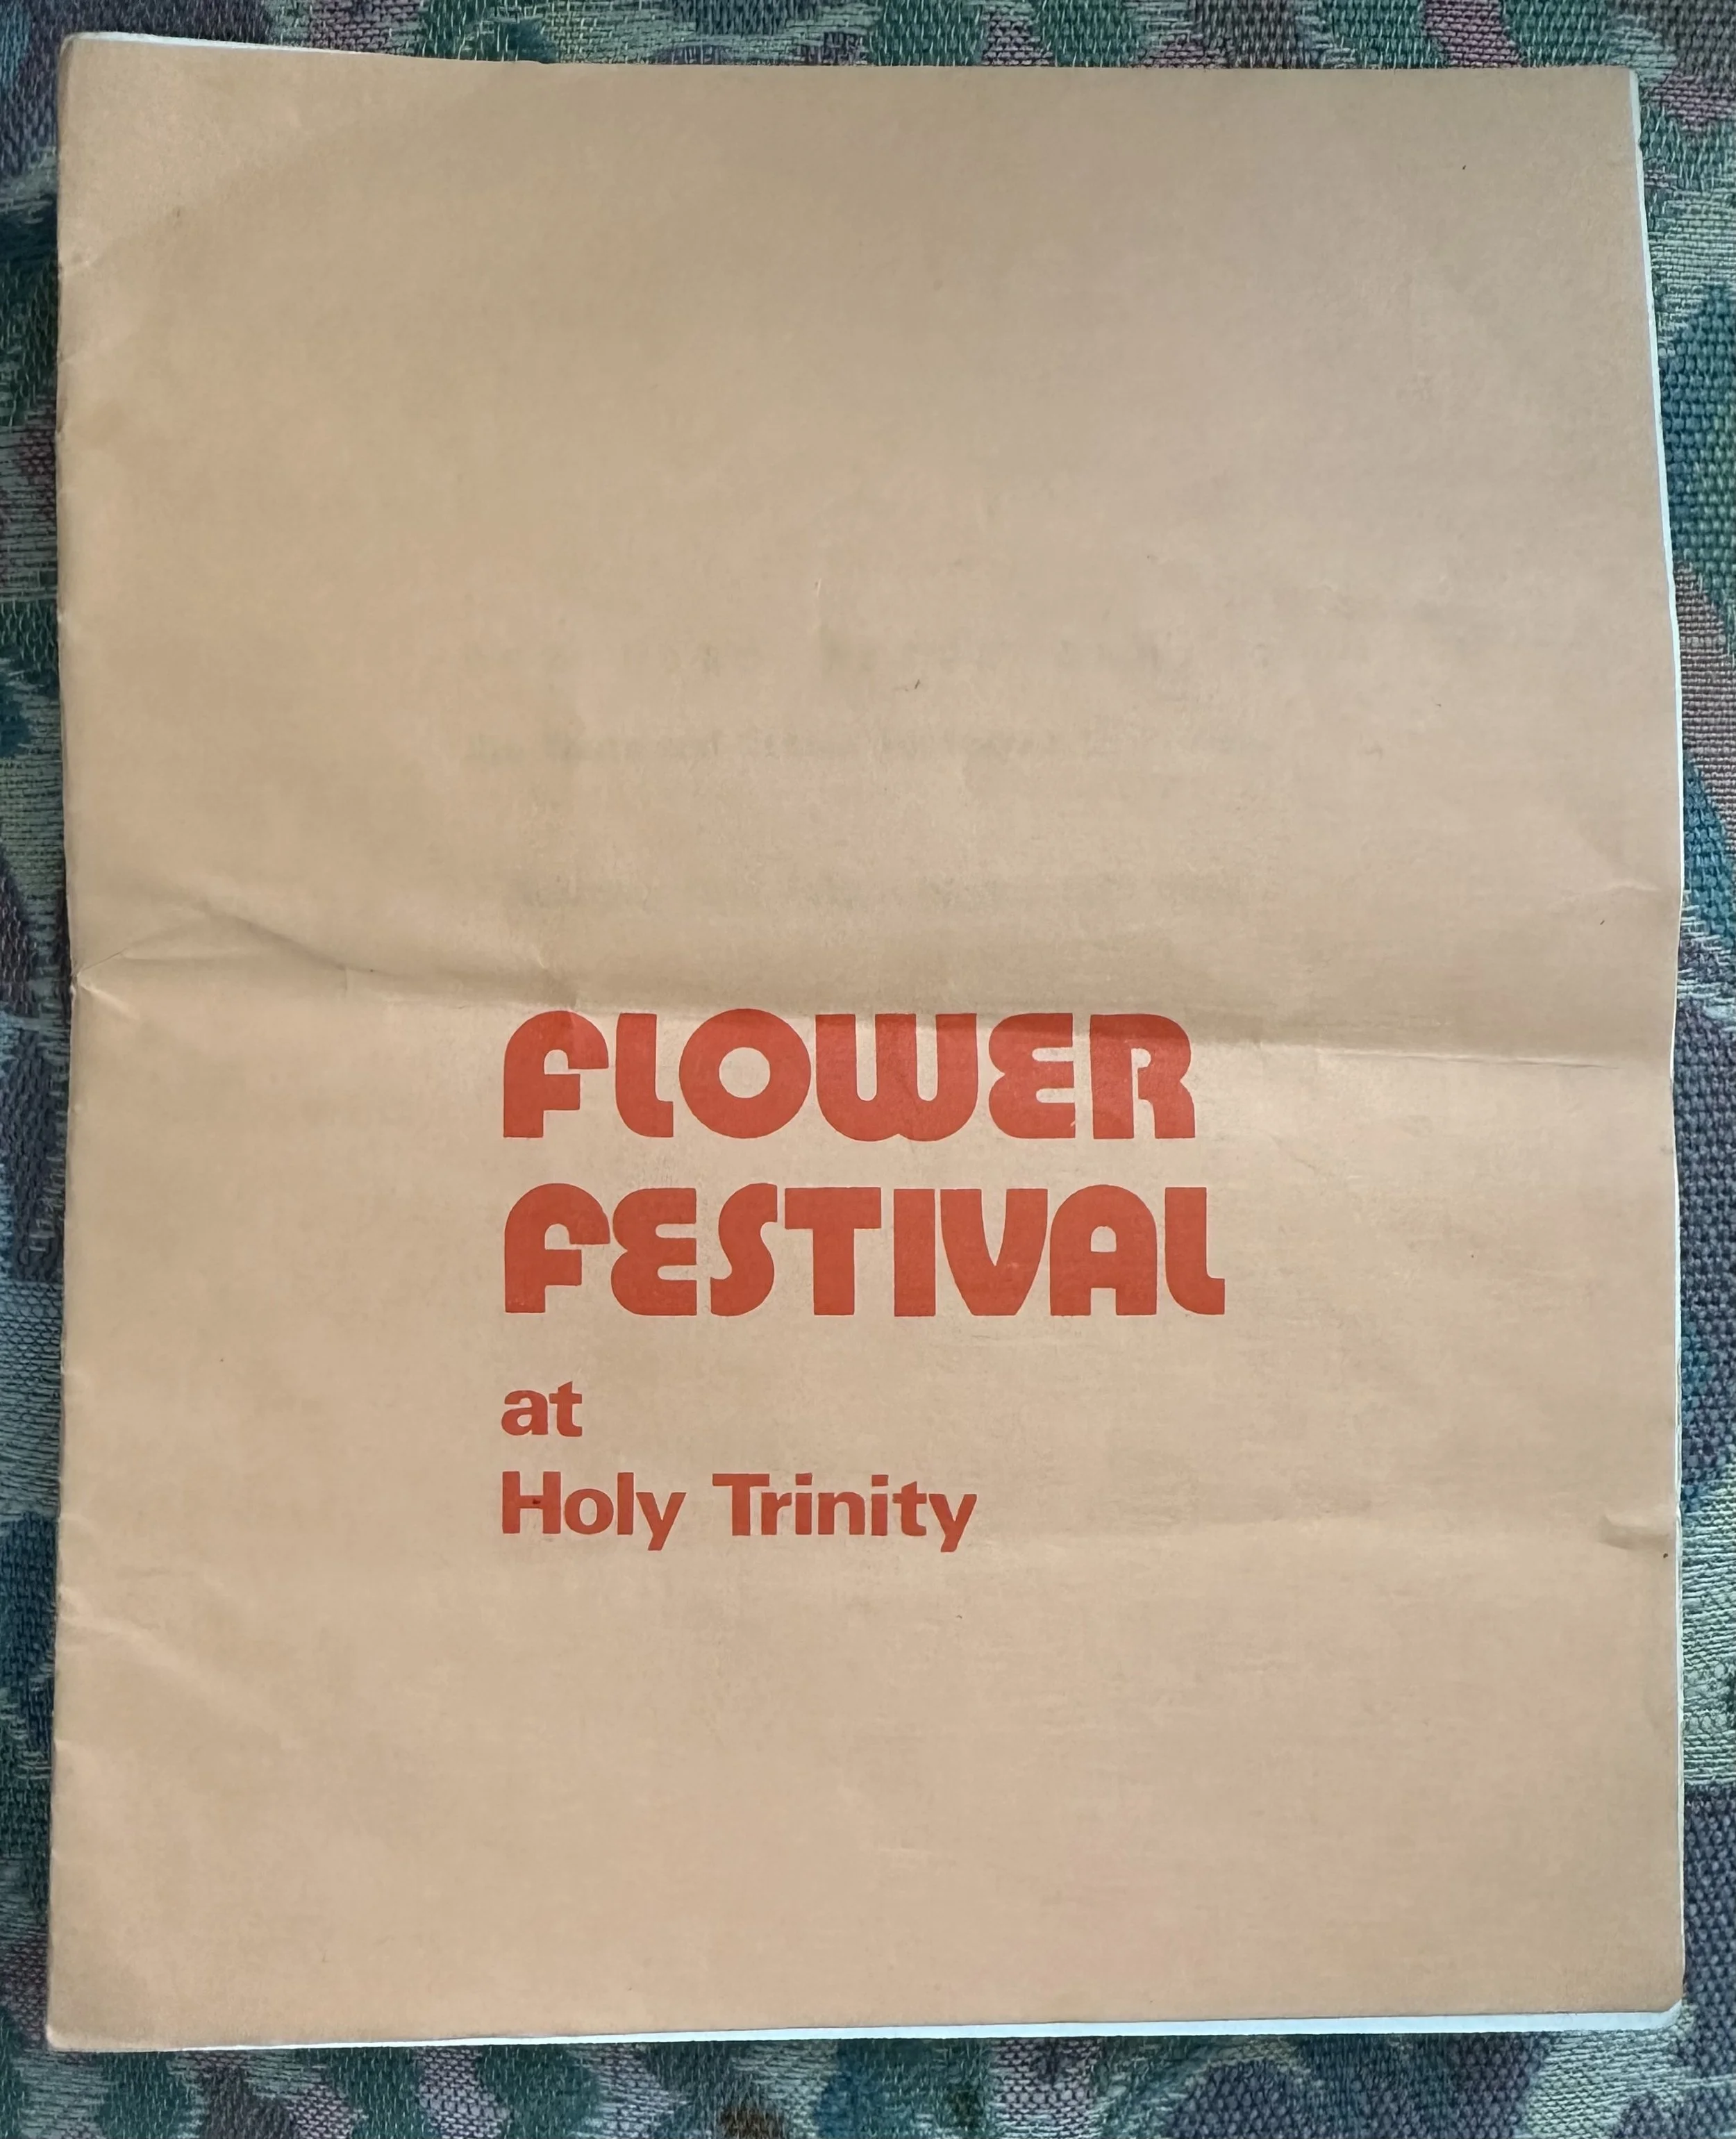 FLOWER
FESTIVAL
at
Holy Trinity